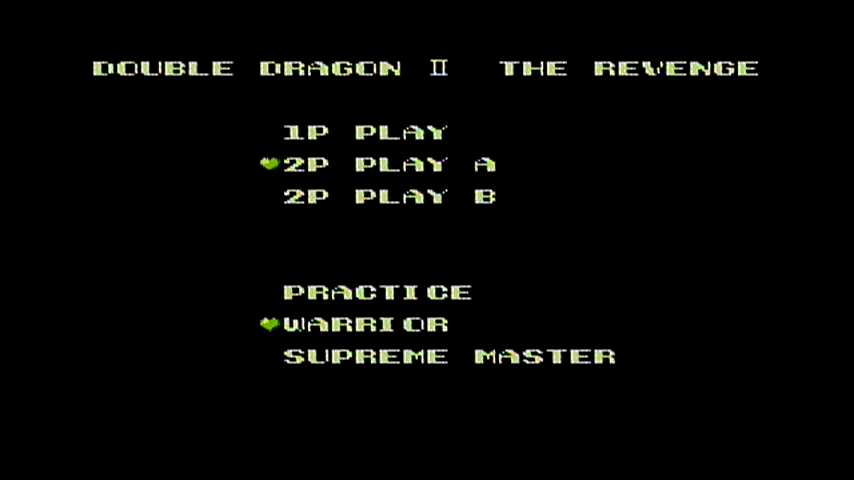 DOUBLE DRAGON II THE REVENGE
1P PLAY
2P PLAY A
2P PLAY B
PRACTICE
WARRIOR
SUPREME MASTER